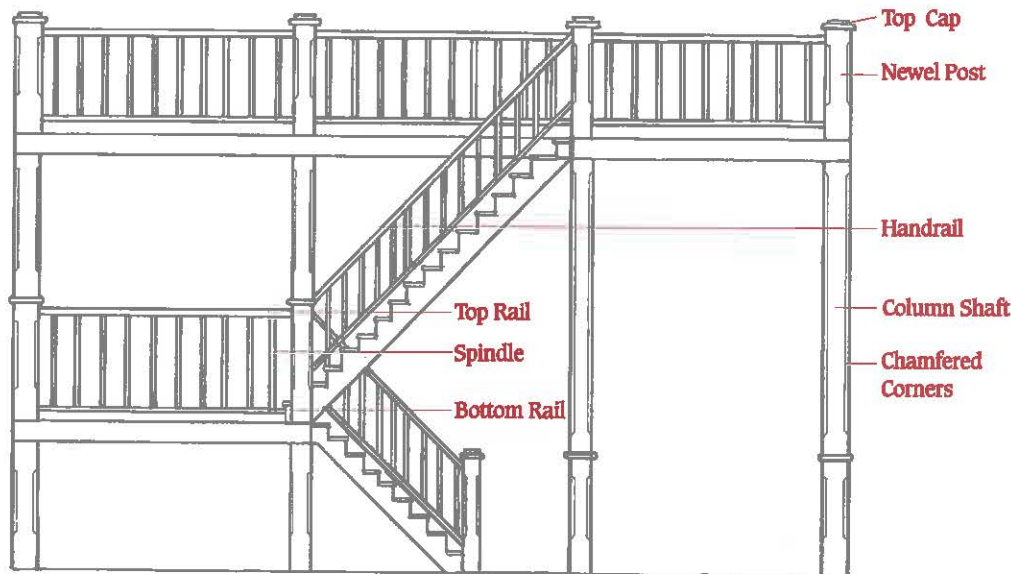 Top Cap
Newel Post
Handrail
Top Rail
Column Shaft
Spindle
Chamfered
Corners
Bottom Rail